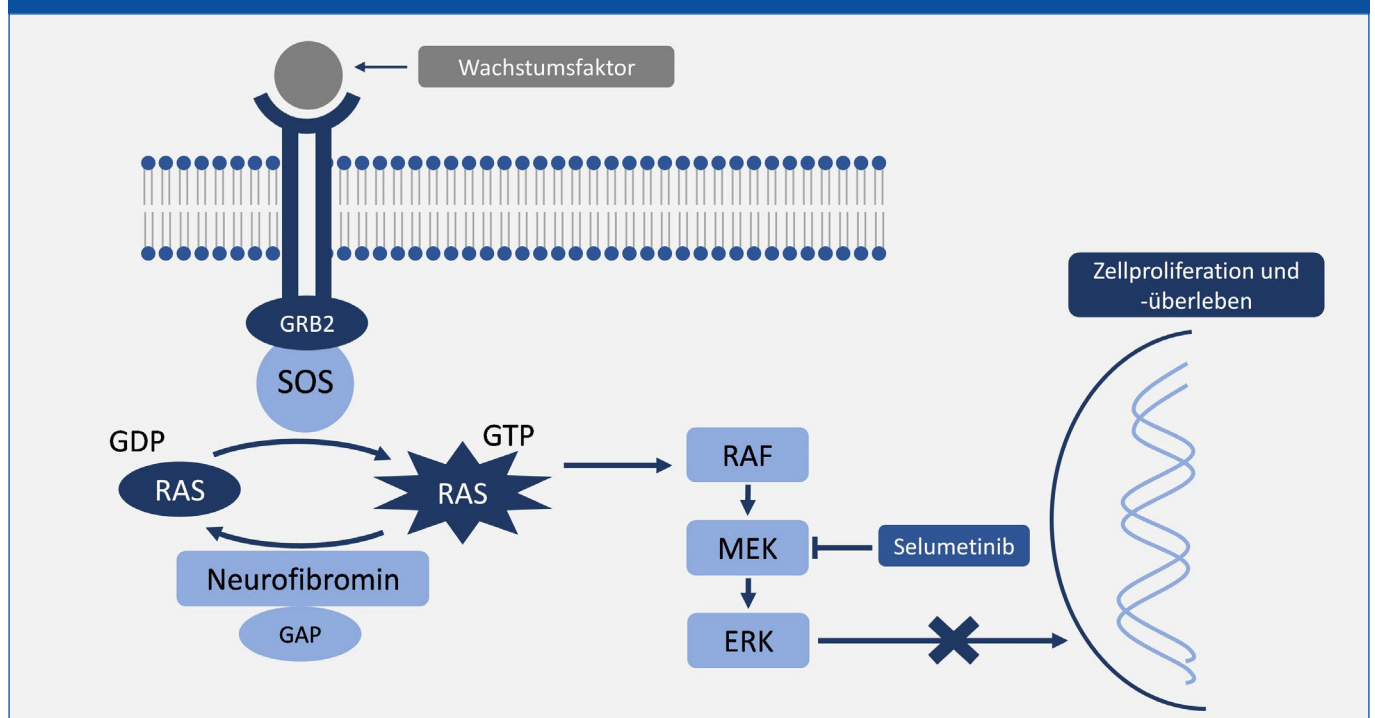 Wachstumsfaktor
Zellproliferation und
-überleben
GRB2
SOS
GDP
GTP
RAS
RAS
RAF
MEK
Selumetinib
Neurofibromin
GAP
ERK